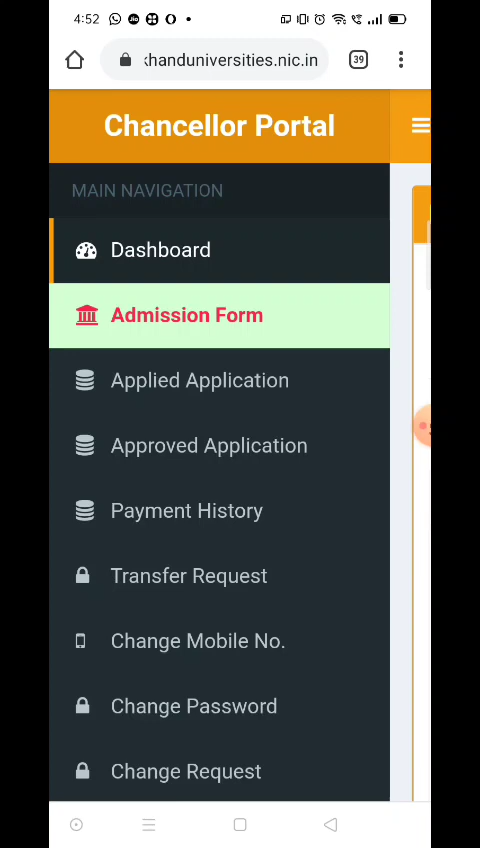 4:52
:handuniversities.nic.in
39
Chancellor Portal
MAIN NAVIGATION
Dashboard
Admission Form
Applied Application
Approved Application
Payment History
Transfer Request
Change Mobile No.
Change Password
Change Request